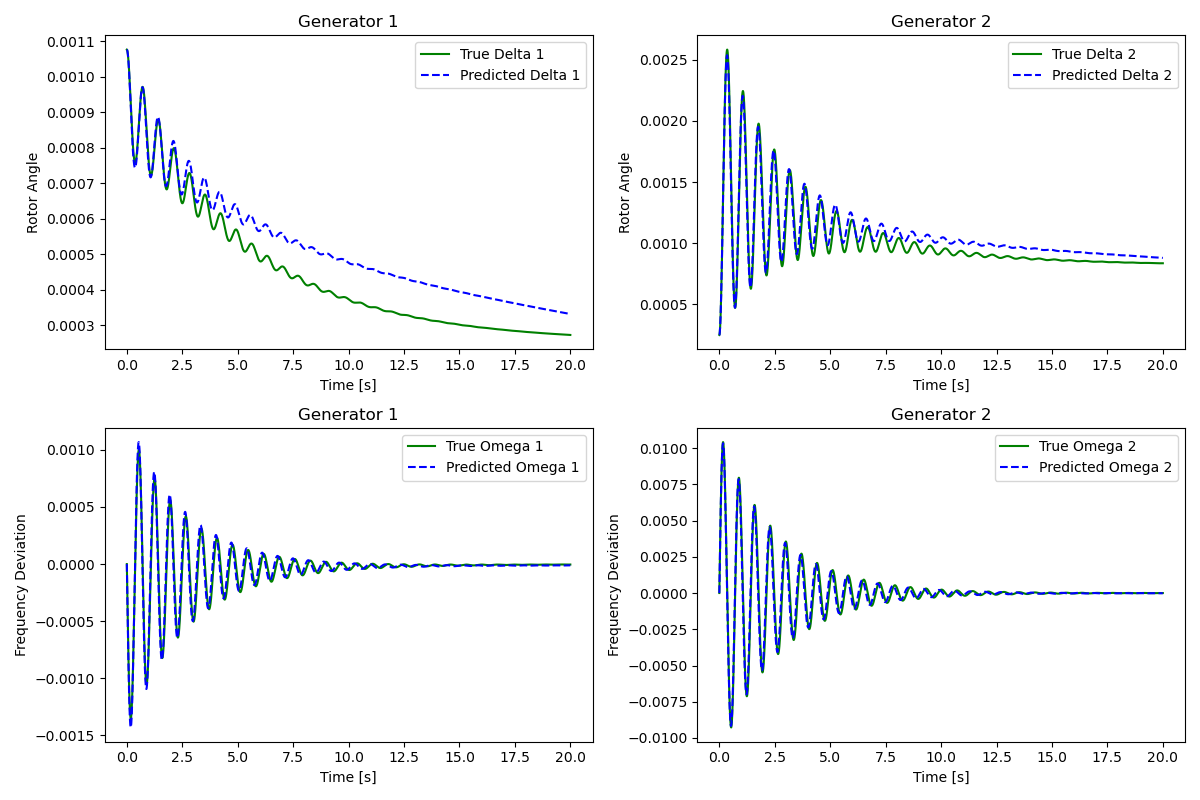 Generator 1
Rotor Angle
0.0011
0.0010
0.0009
0.0008
0.0007
0.0006
0.0005
0.0004
0.0003
True Delta 1
Predicted Delta 1
0.0 2.5 5.0 7.5 10.0 12.5 15.0 17.5 20.0
Time [s]
Generator 2
Rotor Angle
0.0025
0.0020
0.0015
0.0010
0.0005
True Delta 2
Predicted Delta 2
0.0 2.5 5.0 7.5 10.0 12.5 15.0 17.5 20.0
Time [s]
Generator 1
Frequency Deviation
0.0010
0.0005
0.0000
−0.0005
−0.0010
−0.0015
True Omega 1
Predicted Omega 1
0.0 2.5 5.0 7.5 10.0 12.5 15.0 17.5 20.0
Time [s]
Generator 2
Frequency Deviation
0.0100
0.0075
0.0050
0.0025
0.0000
−0.0025
−0.0050
−0.0075
−0.0100
True Omega 2
Predicted Omega 2
0.0 2.5 5.0 7.5 10.0 12.5 15.0 17.5 20.0
Time [s]